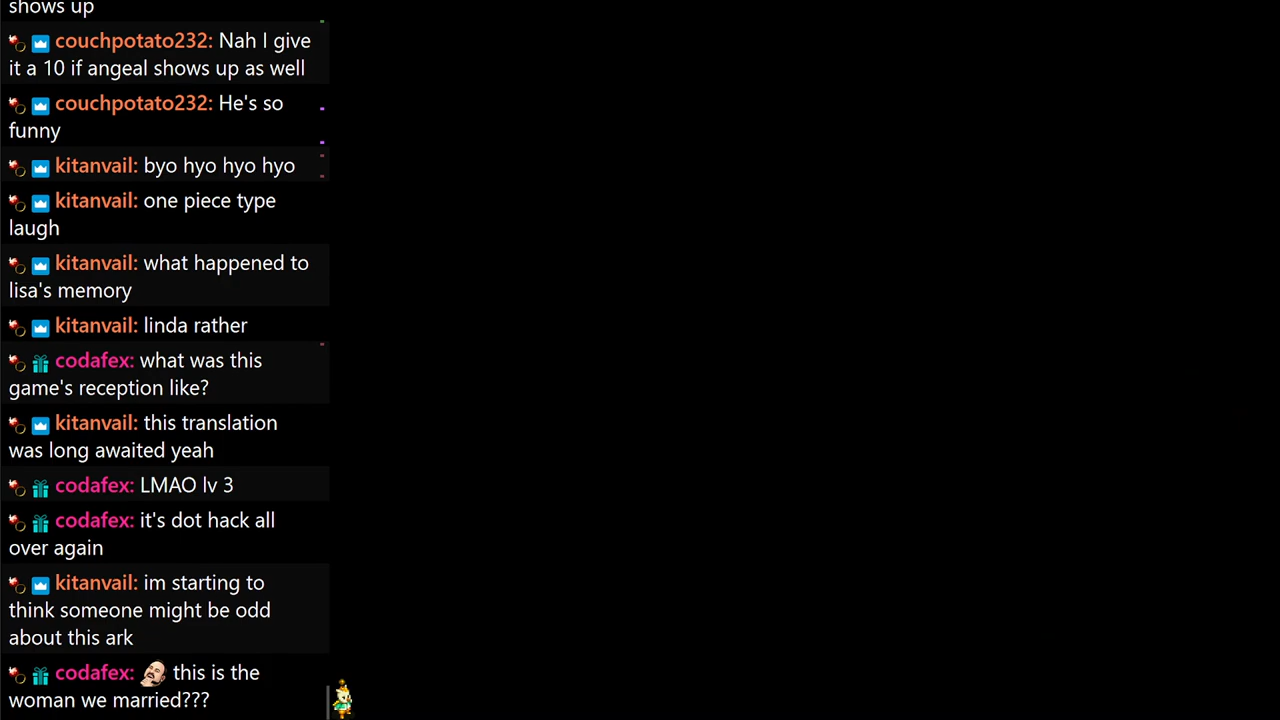 shows up
couchpotato232: Nah I give
it a 10 if angeal shows up as well
couchpotato232: He's so
funny
kitanvail: byo hyo hyo hyo
kitanvail: one piece type
laugh
kitanvail: what happened to
lisa's memory
kitanvail: linda rather
codafex: what was this
game's reception like?
kitanvail: this translation
was long awaited yeah
codafex: LMAO lv 3
codafex: it's dot hack all
over again
kitanvail: im starting to
think someone might be odd
about this ark
codafex: this is the
woman we married???